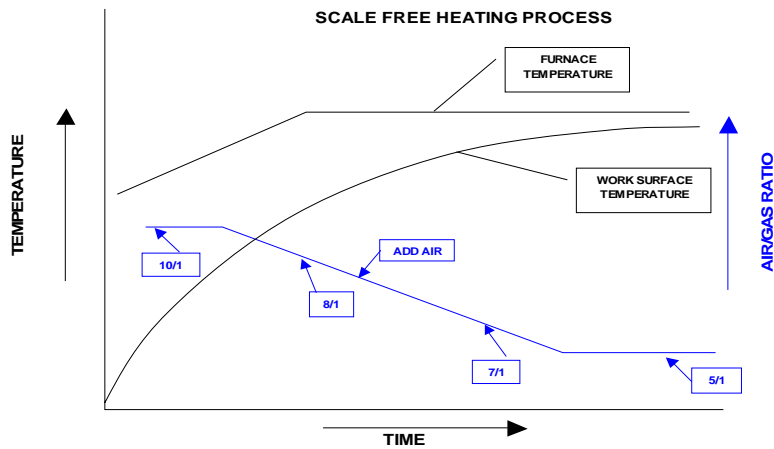 SCALE FREE HEATING PROCESS
FURNACE
TEMPERATURE
TEMPERATURE
WORK SURFACE
TEMPERATURE
AIR/GAS RATIO
10/1
ADD AIR
8/1
7/1
5/1
TIME